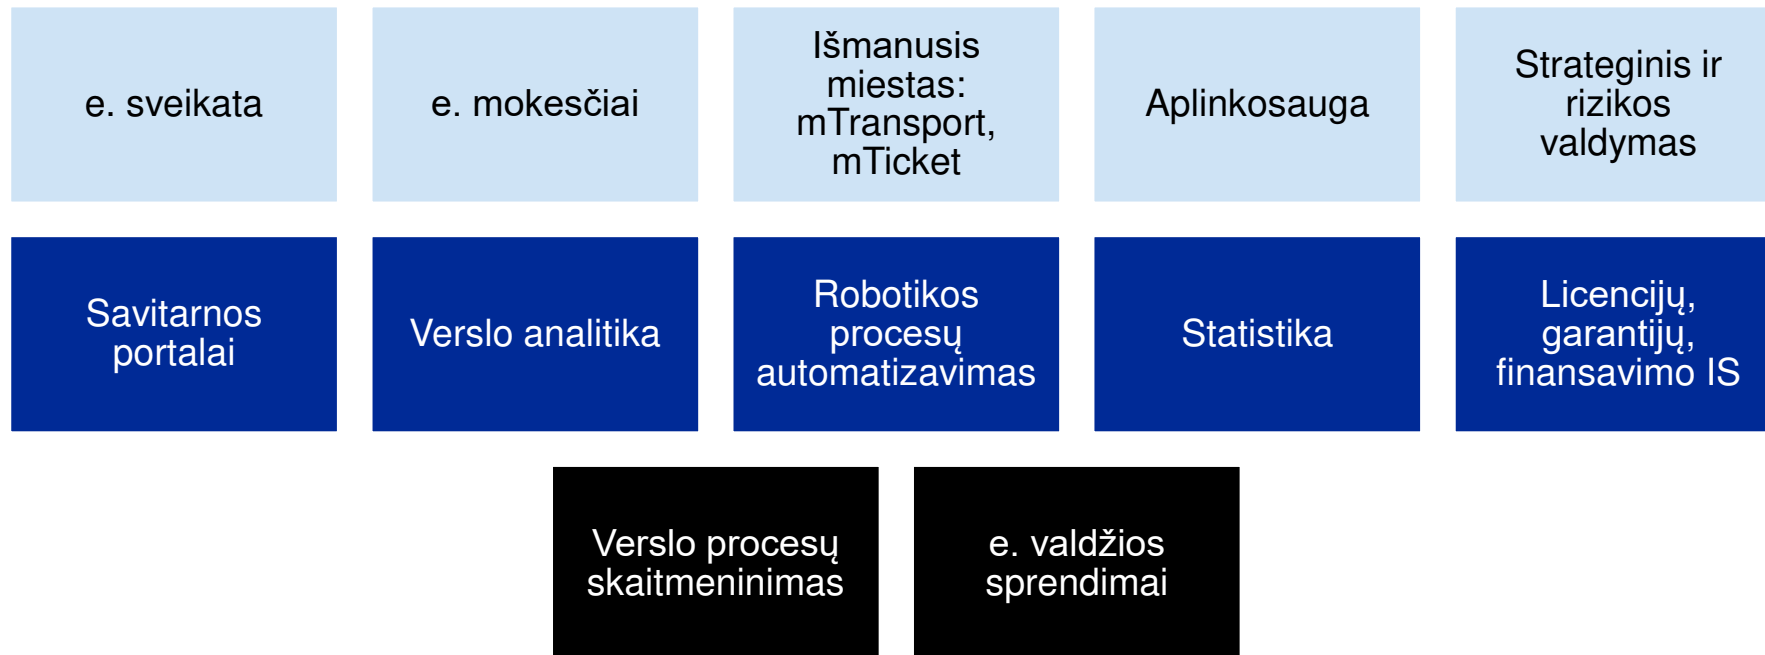 e. sveikata
e. mokesčiai
Išmanusis
miestas:
mTransport,
mTicket
Aplinkosauga
Strateginis ir
rizikos
valdymas
Savitarnos
portalai
Verslo analitika
Robotikos
procesų
automatizavimas
Statistika
Licencijų,
garantijų,
finansavimo IS
Verslo procesų
skaitmeninimas
e. valdžios
sprendimai